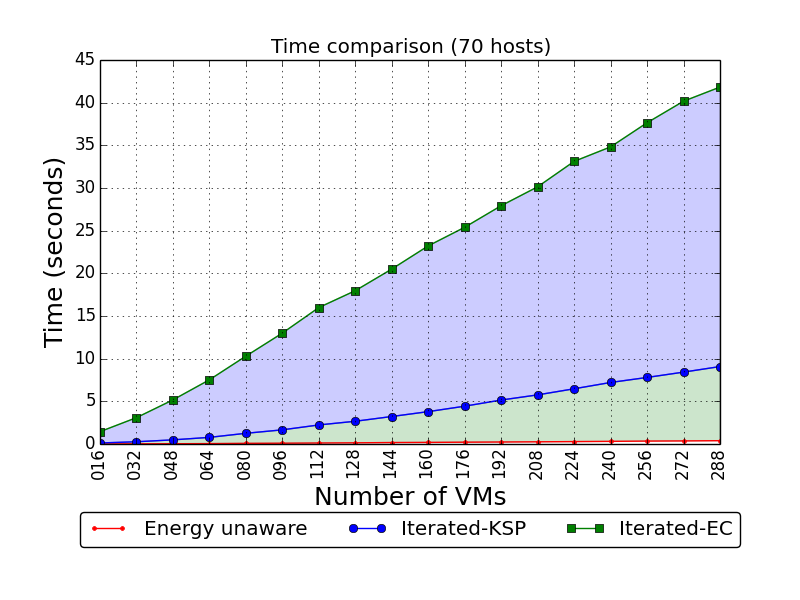 Time comparison (70 hosts)
45
40
35
30
25
20
15
10
5
0
Time (seconds)
016 032 048 064 080 096 112 128 144 160 176 192 208 224 240 256 272 288
Number of VMs
Energy unaware Iterated-KSP Iterated-EC